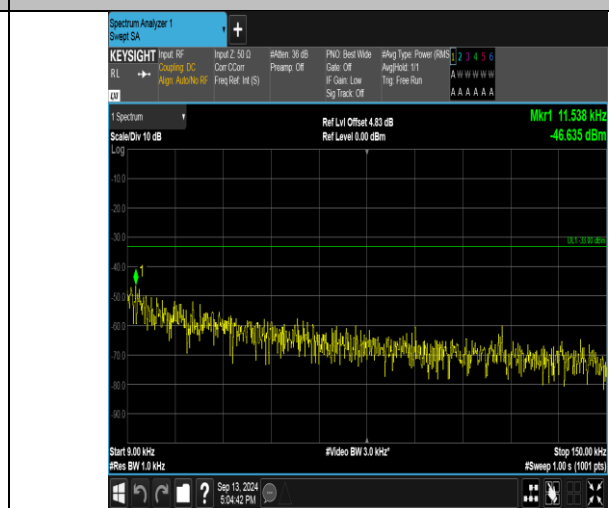 Spectrum Analyzer 1
Swept SA
+
KEYSIGHT Input: RF Input Z: 50 Ω #Atten: 36 dB PNO: Best Wide #Avg Type: Power (RMS 1 2 3 4 5 6
RL Coupling: DC Corr CCorr Preamp: Off Gate: Off Avg|Hold: 1/1 A W W W W W
Align: Auto/No RF Freq Ref: Int (S) IF Gain: Low Trig: Free Run
Sig Track: Off A A A A A A
LXI
1 Spectrum Ref Lvl Offset 4.83 dB Mkr1 11.538 kHz
Scale/Div 10 dB Ref Level 0.00 dBm -46.635 dBm
Log
-10.0
-20.0
-30.0
DL1 -33.00 dBm
-40.0
1
-50.0
-60.0
-70.0
-80.0
-90.0
Start 9.00 kHz #Video BW 3.0 kHz* Stop 150.00 kHz
#Res BW 1.0 kHz #Sweep 1.00 s (1001 pts)
? Sep 13, 2024
5:04:42 PM